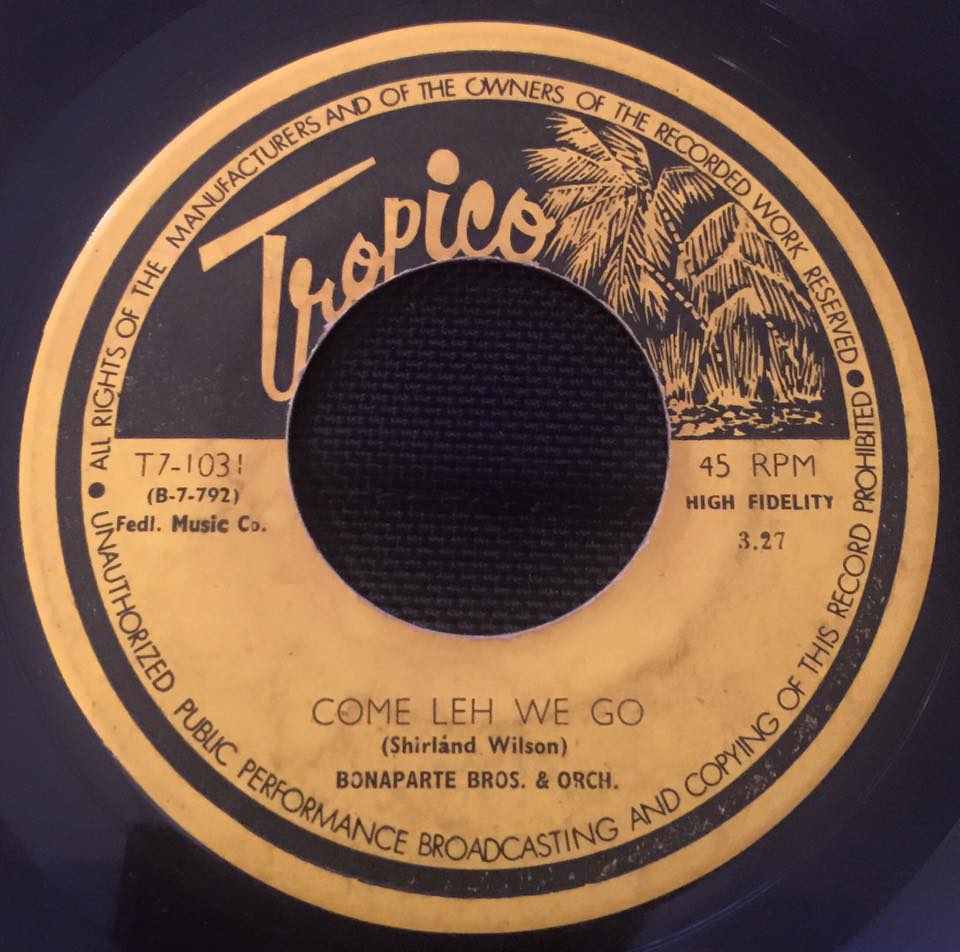 ALL RIGHTS OF THE MANUFACTURERS AND OF THE OWNERS OF THE RECORDED WORK RESERVED
Tropico
T7-1031
(B-7-792)
Fedl. Music Co.
45 RPM
HIGH FIDELITY
3.27
COME LEH WE GO
(Shirland Wilson)
BONAPARTE BROS. & ORCH.
UNAUTHORIZED PUBLIC PERFORMANCE BROADCASTING AND COPYING OF THIS RECORD PROHIBITED